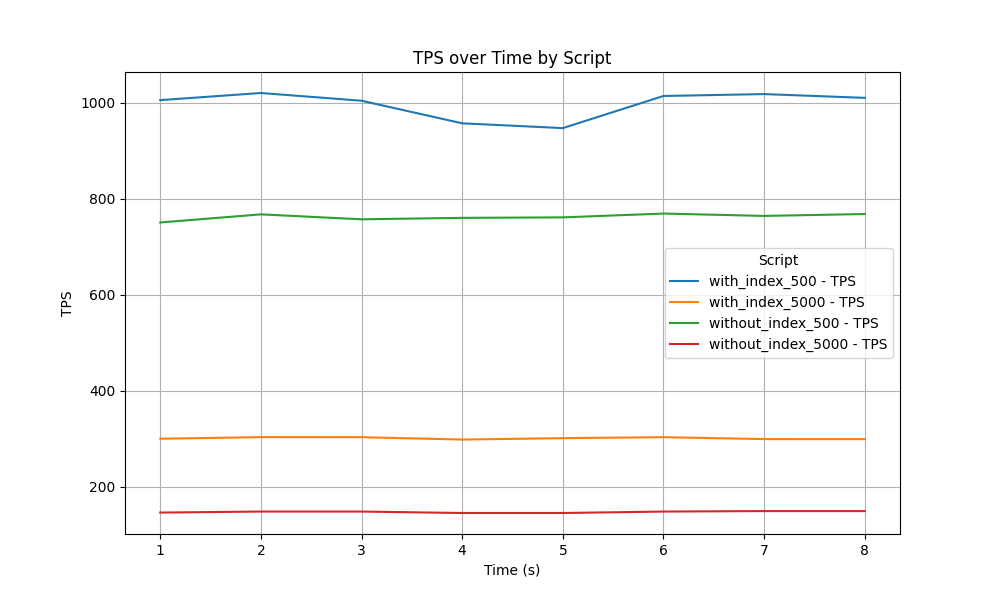 TPS over Time by Script
TPS
1000
800
600
400
200
Script
with_index_500 - TPS
with_index_5000 - TPS
without_index_500 - TPS
without_index_5000 - TPS
1 2 3 4 5 6 7 8
Time (s)